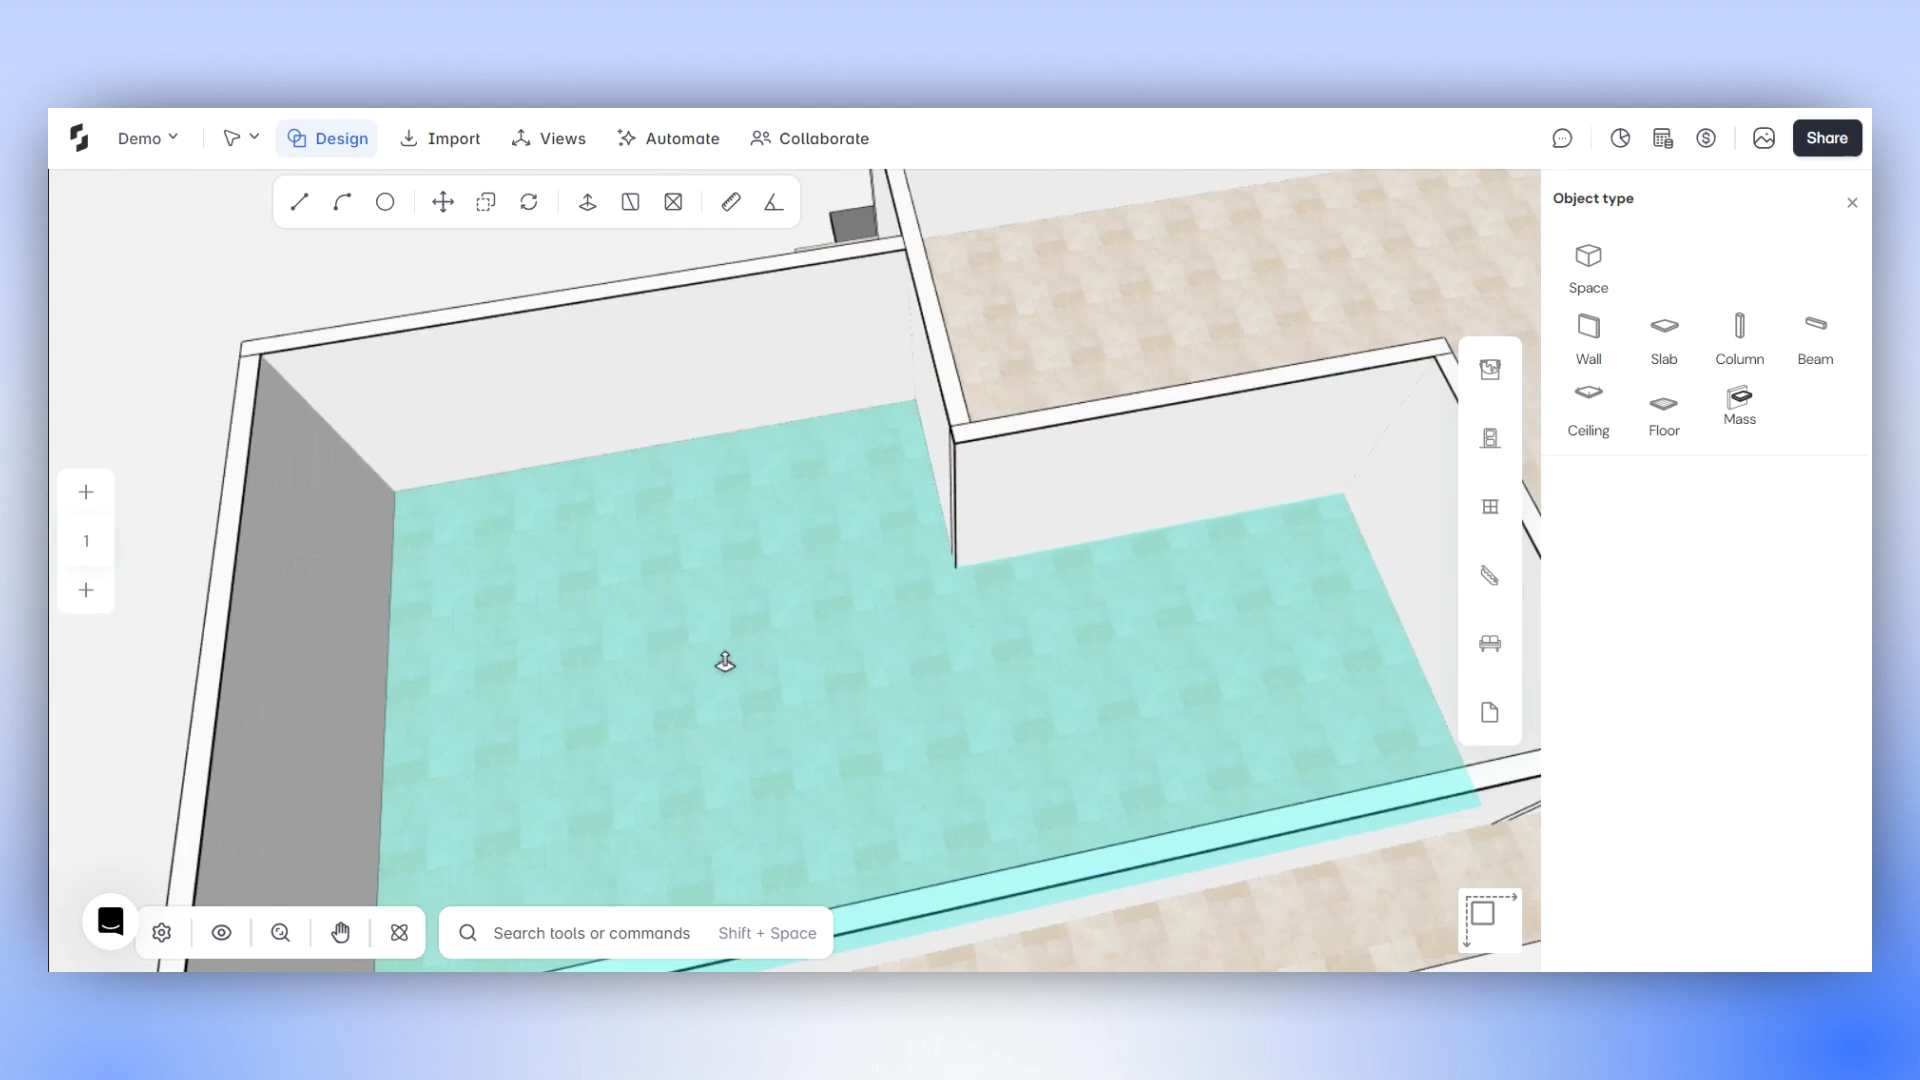 Demo
Design
Import
Views
Automate
Collaborate
Share
Object type
Space
Wall
Slab
Column
Beam
Ceiling
Floor
Mass
1
Search tools or commands
Shift + Space